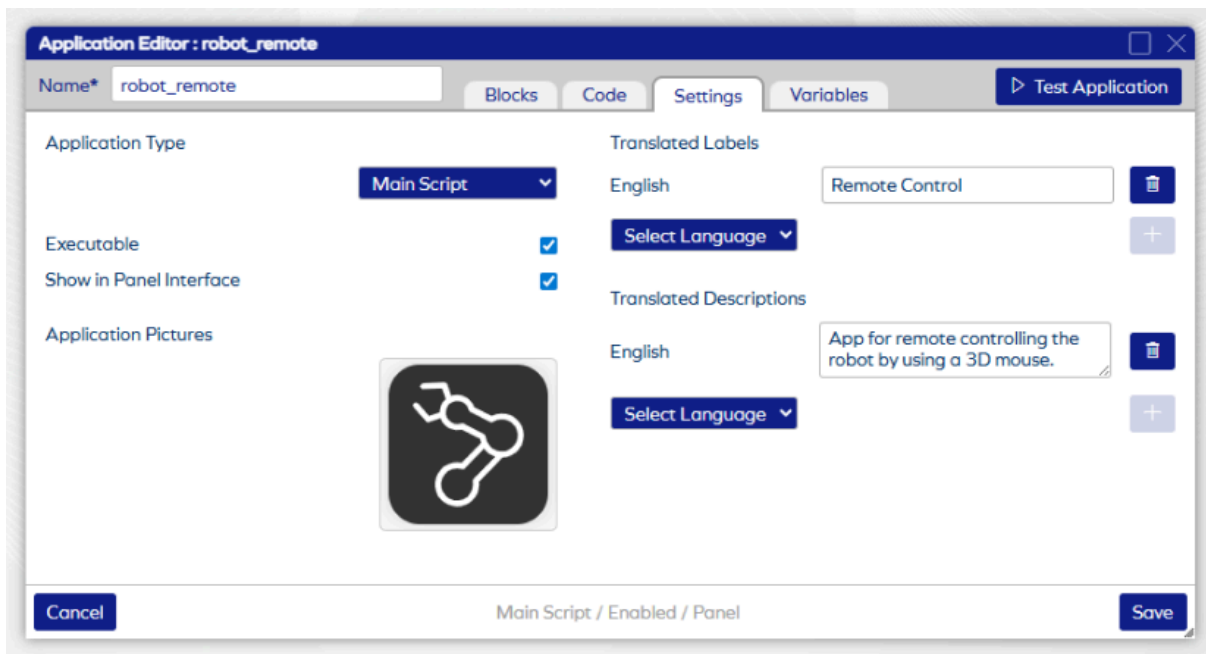 Application Editor : robot_remote
Name* robot_remote Blocks Code Settings Variables Test Application
Application Type
Main Script
Executable
Show in Panel Interface
Application Pictures
Translated Labels
English Remote Control
Select Language
Translated Descriptions
English
App for remote controlling the
robot by using a 3D mouse.
Select Language
Cancel Main Script / Enabled / Panel Save